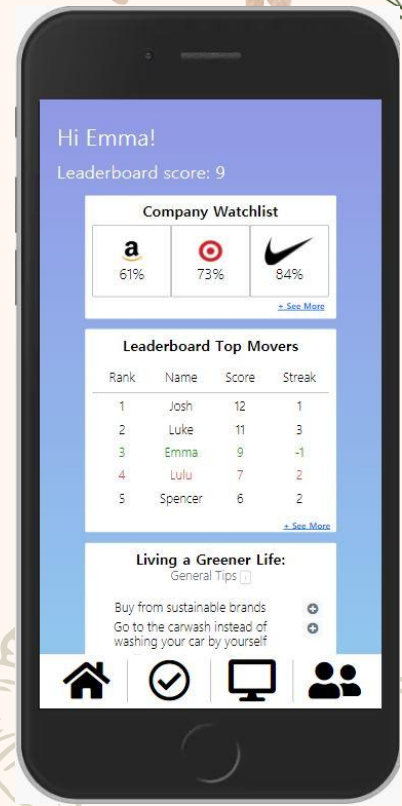 Hi Emma!
Leaderboard score: 9
Company Watchlist
a
61% 73% 84%
+ See More
Leaderboard Top Movers
Rank Name Score Streak
1 Josh 12 1
2 Luke 11 3
3 Emma 9 -1
4 Lulu 7 2
5 Spencer 6 2
+ See More
Living a Greener Life:
General Tips i
Buy from sustainable brands
Go to the carwash instead of
washing your car by yourself